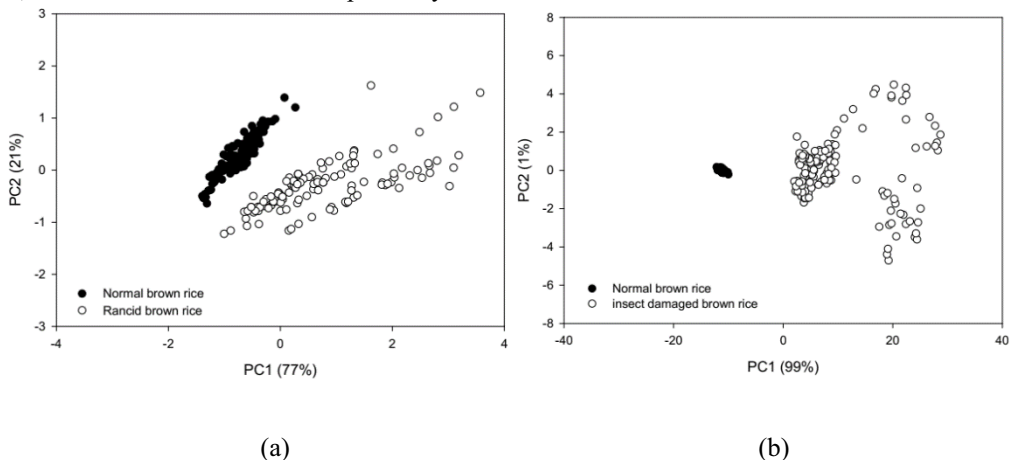 3
2
1
0
-1
-2
-3
PC2 (21%)
Normal brown rice
Rancid brown rice
-4
-2
0
2
4
PC1 (77%)
(a)
8
6
4
2
0
-2
-4
-6
-8
PC2 (1%)
Normal brown rice
insect damaged brown rice
-40
-20
0
20
40
PC1 (99%)
(b)